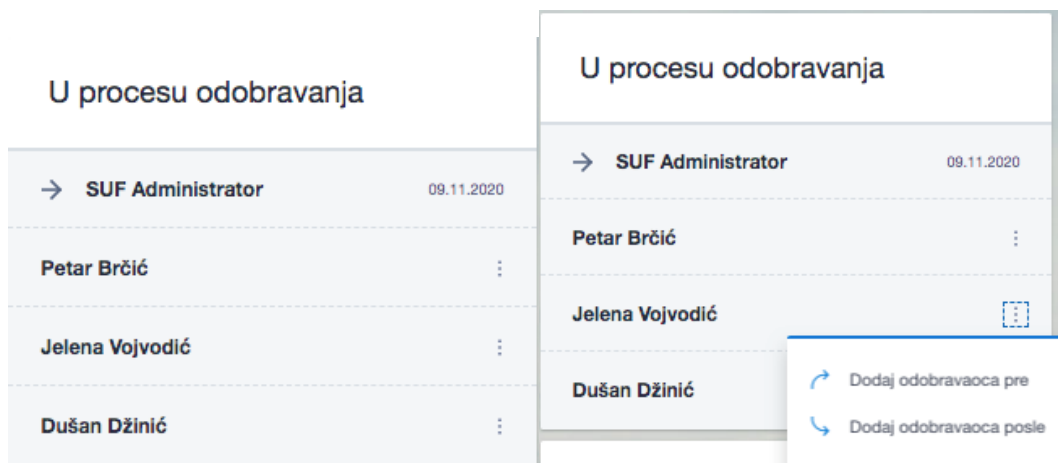 U procesu odobravanja
SUF Administrator 09.11.2020
Petar Brčić
Jelena Vojvodić
Dušan Džinić
U procesu odobravanja
SUF Administrator 09.11.2020
Petar Brčić
Jelena Vojvodić
Dušan Džinić
Dodaj odobravaoca pre
Dodaj odobravaoca posle